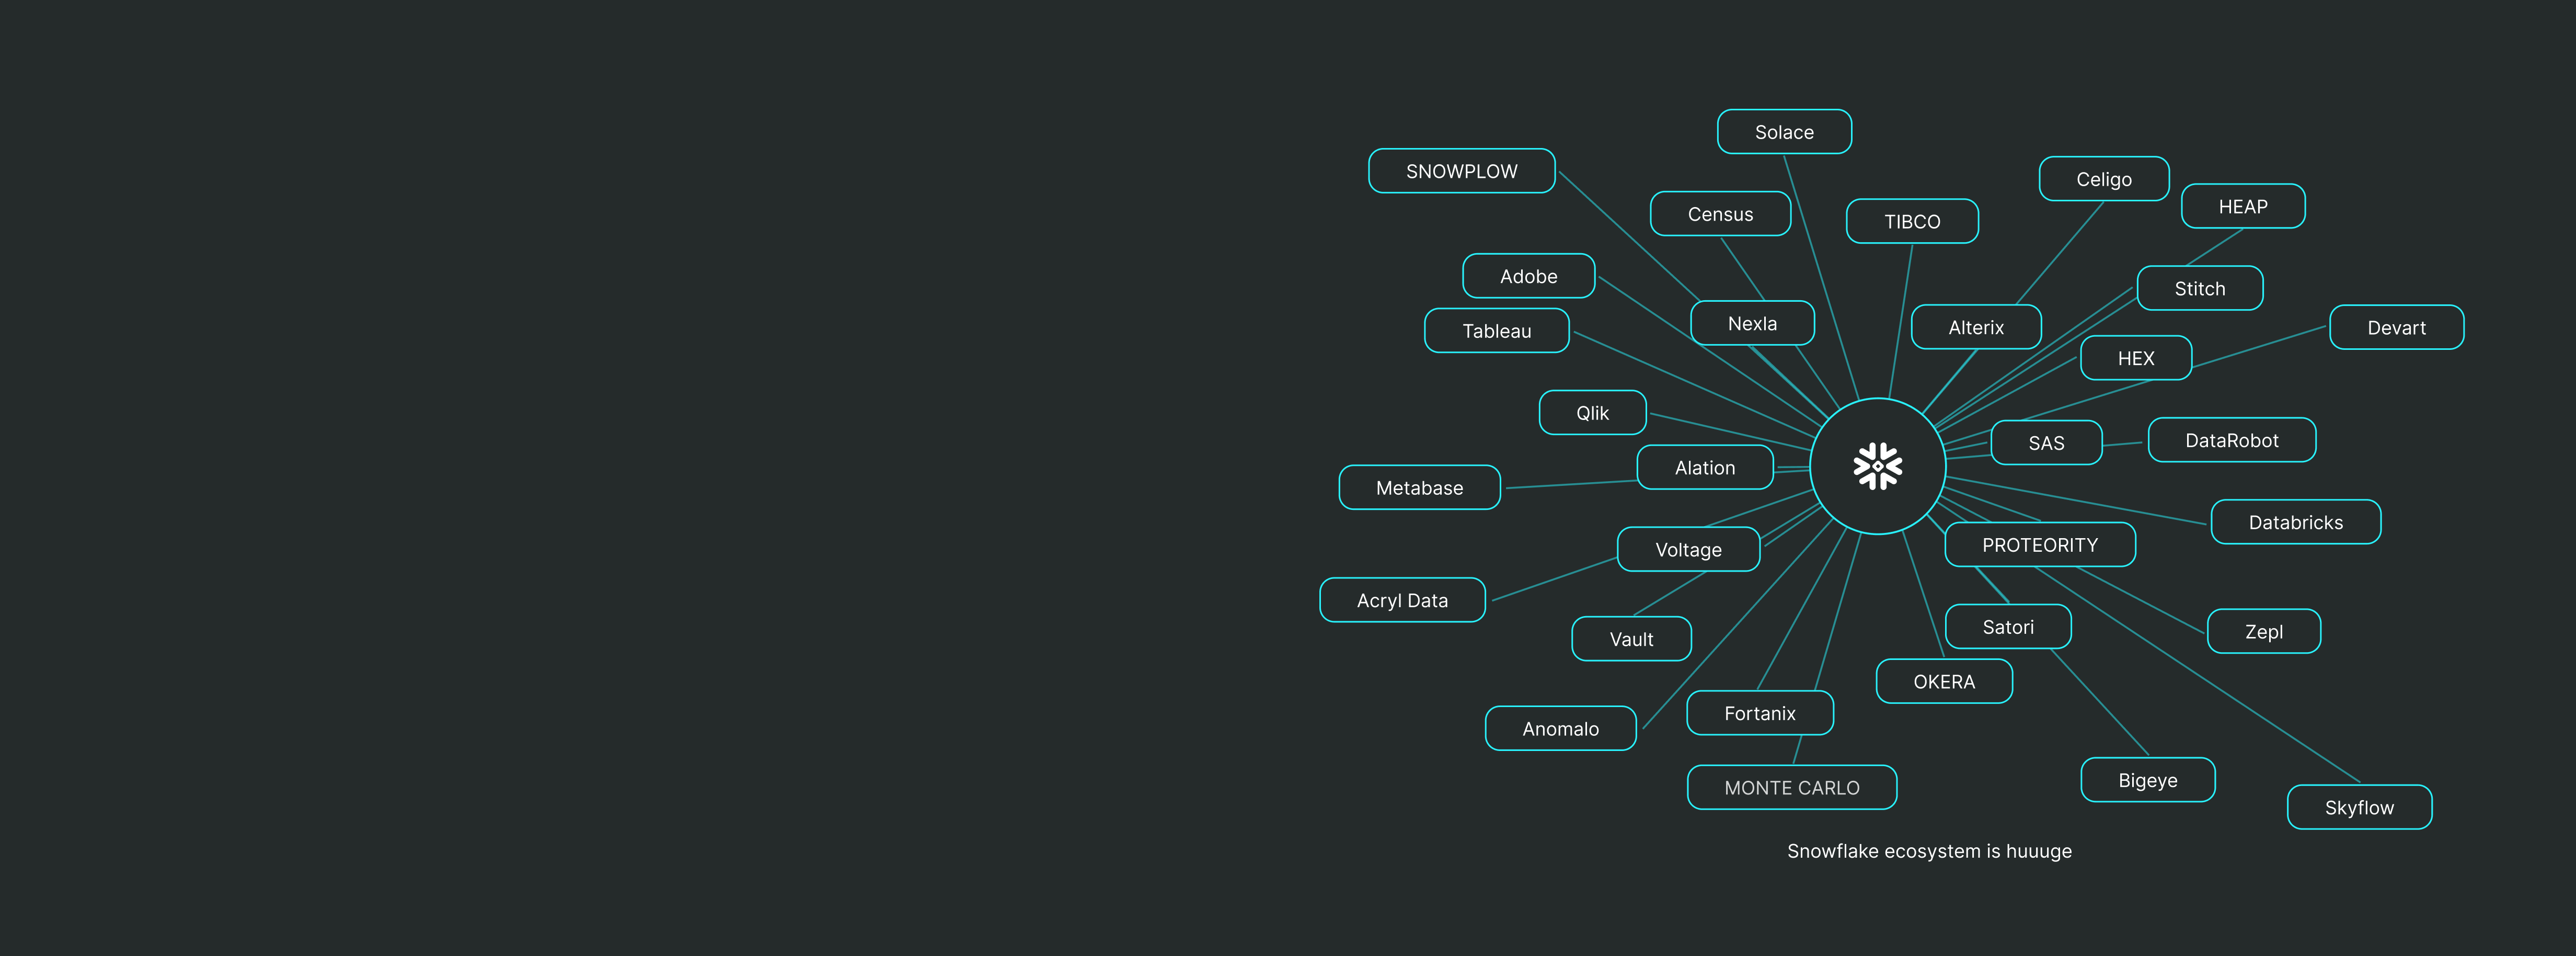 Solace
SNOWPLOW
Celigo
HEAP
Census
TIBCO
Adobe
Stitch
Nexla
Alterix
Devart
Tableau
HEX
Qlik
DataRobot
SAS
Alation
Metabase
Databricks
PROTEORITY
Voltage
Acryl Data
Satori
Zepl
Vault
OKERA
Fortanix
Anomalo
Bigeye
MONTE CARLO
Skyflow
Snowflake ecosystem is huuuge